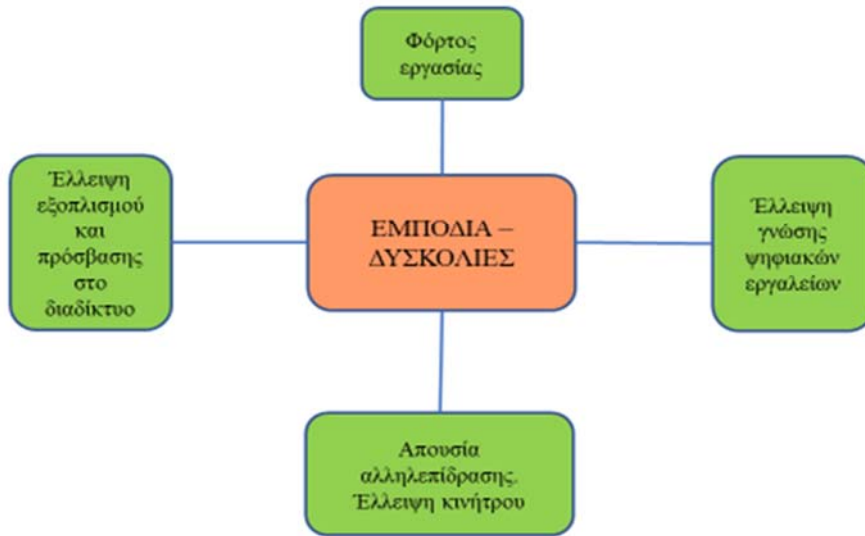 Φόρτος
εργασίας
Έλλειψη
εξοπλισμού
και
πρόσβασης
στο
διαδίκτυο
ΕΜΠΟΔΙΑ –
ΔΥΣΚΟΛΙΕΣ
Έλλειψη
γνώσης
ψηφιακών
εργαλείων
Απουσία
αλληλεπίδρασης.
Έλλειψη κινήτρου